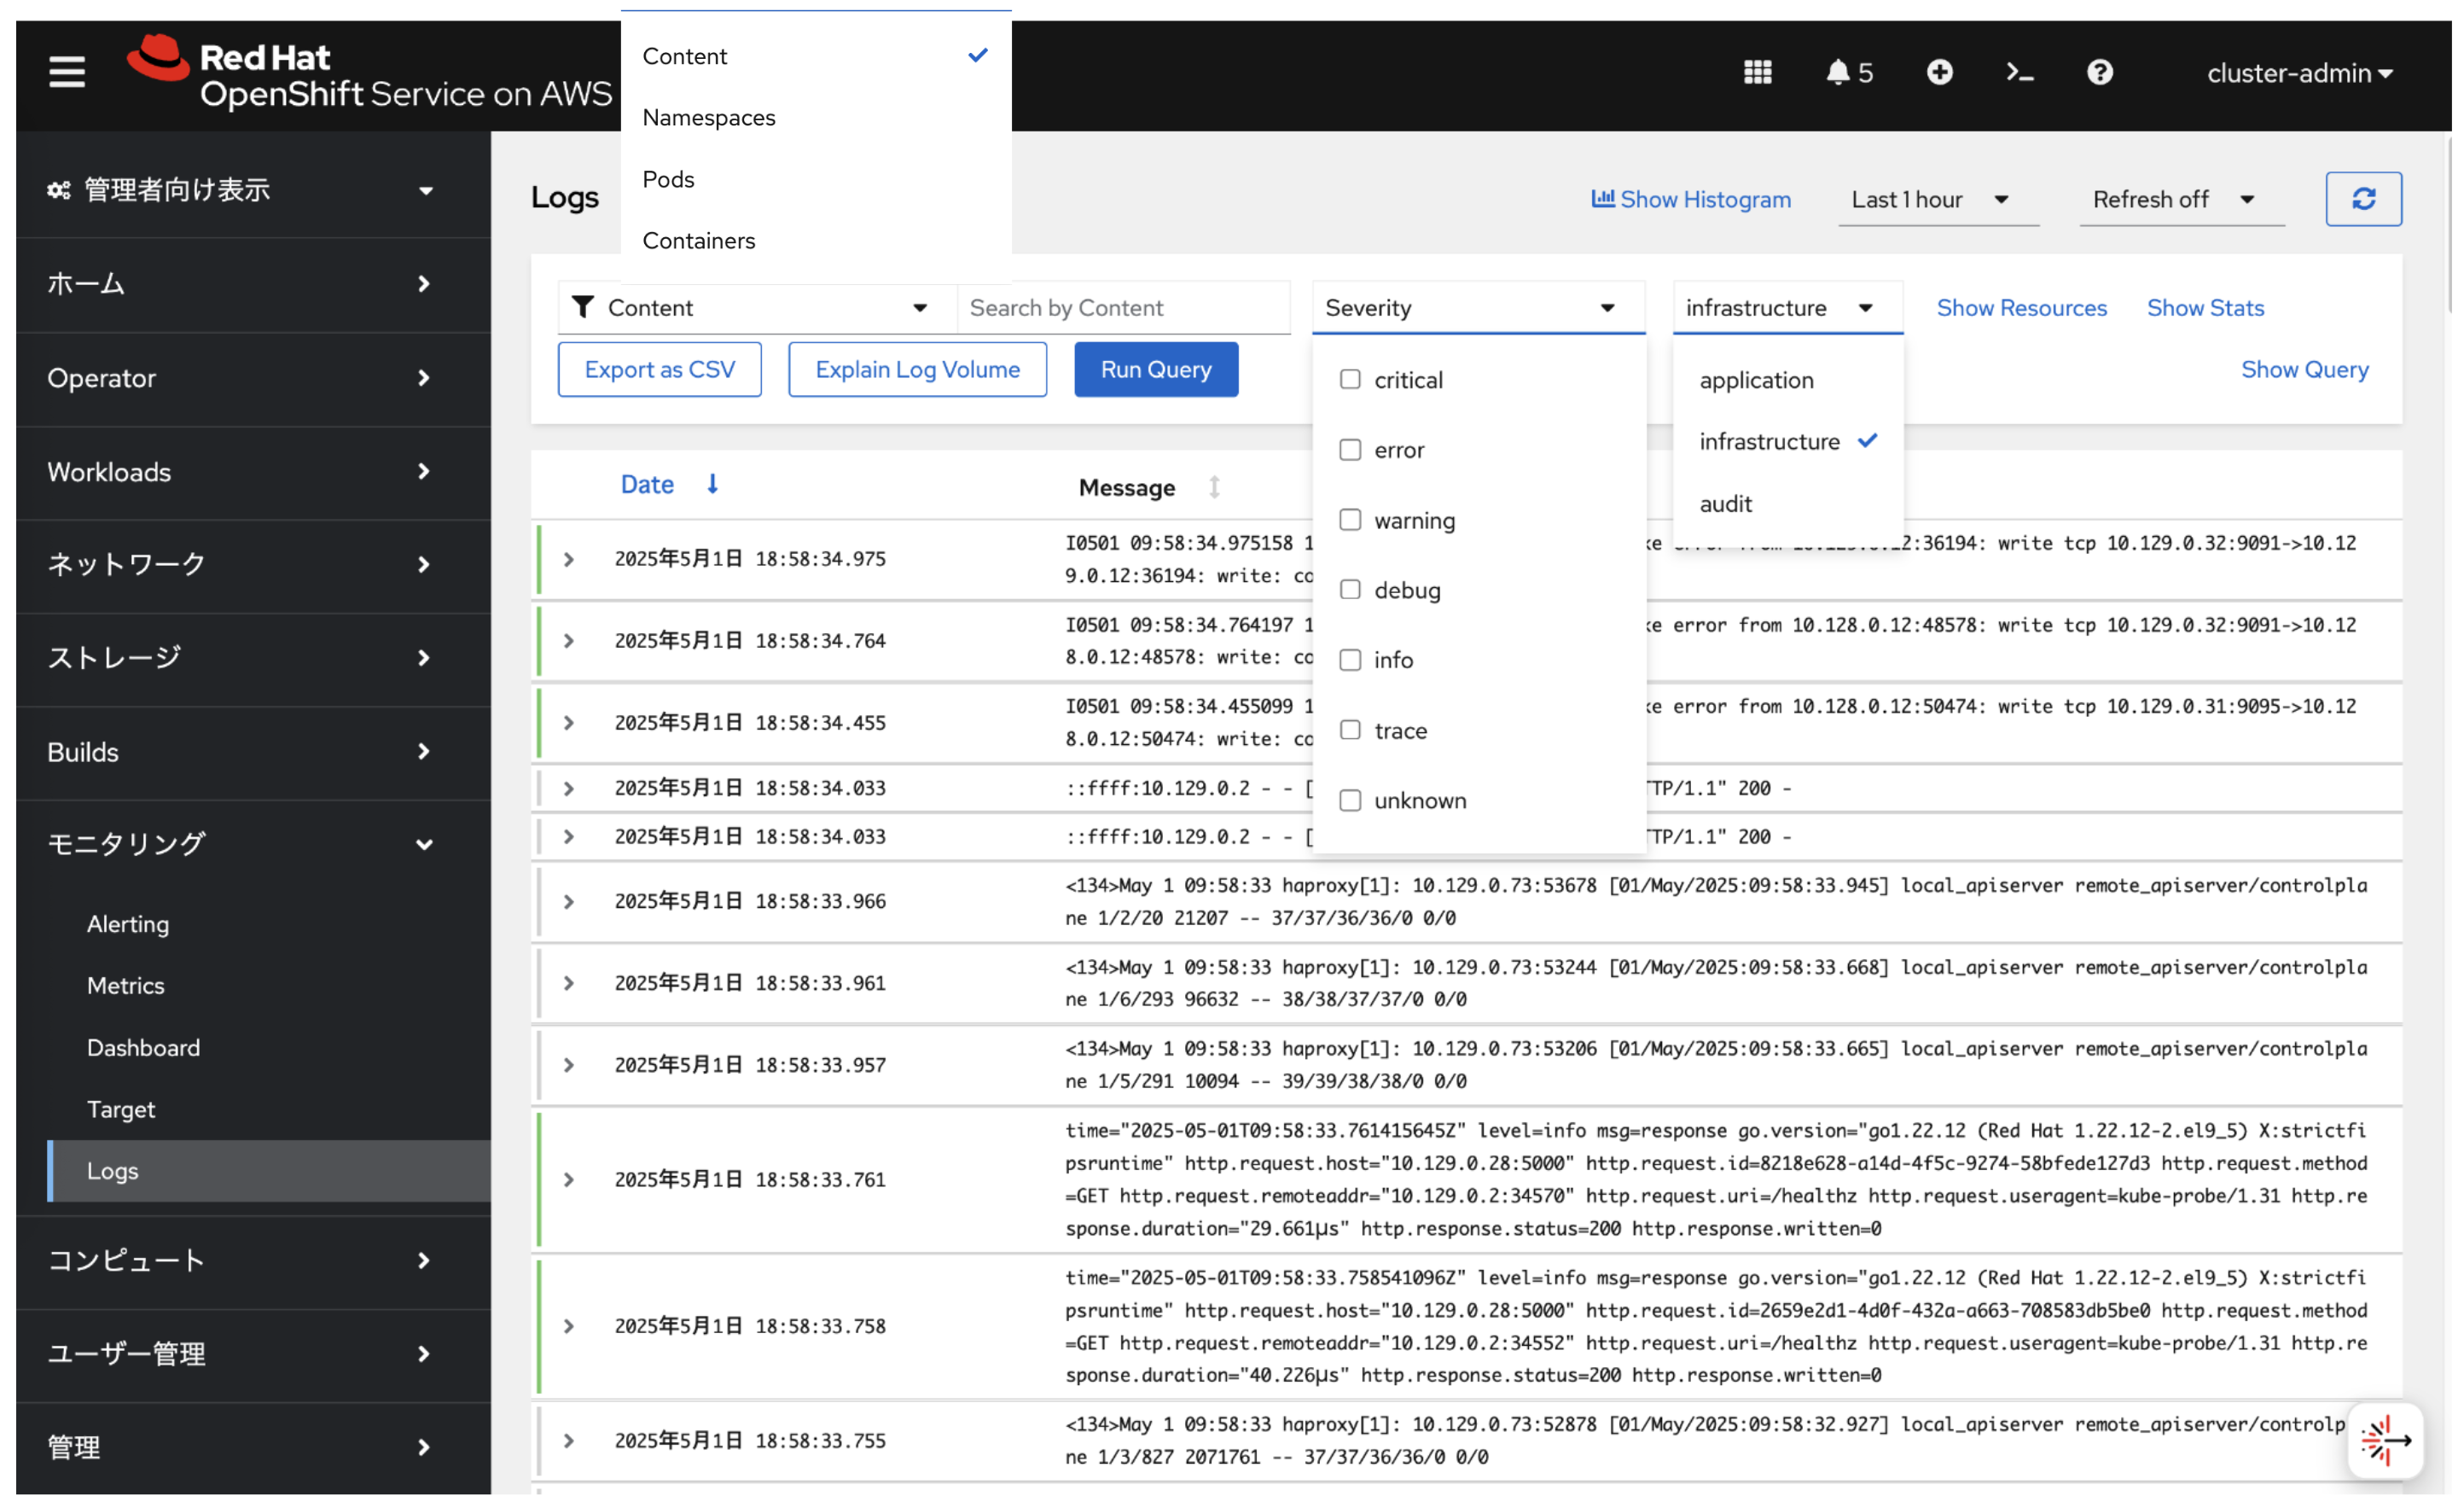 Red Hat
OpenShift Service on AWS
Content
Namespaces
Pods
Containers
5
cluster-admin
管理者向け表示
ホーム
Operator
Workloads
ネットワーク
ストレージ
Builds
モニタリング
Alerting
Metrics
Dashboard
Target
Logs
コンピュート
ユーザー管理
管理
Logs
Show Histogram
Last 1 hour
Refresh off
Content
Search by Content
Severity
infrastructure
Show Resources
Show Stats
Export as CSV
Explain Log Volume
Run Query
Show Query
critical
error
warning
debug
info
trace
unknown
application
infrastructure
audit
Date
Message
2025年5月1日 18:58:34.975
I0501 09:58:34.975158 1
2:36194: write tcp 10.129.0.32:9091->10.12
9.0.12:36194: write: co
2025年5月1日 18:58:34.764
I0501 09:58:34.764197 1
ke error from 10.128.0.12:48578: write tcp 10.129.0.32:9091->10.12
8.0.12:48578: write: co
2025年5月1日 18:58:34.455
I0501 09:58:34.455099 1
ke error from 10.128.0.12:50474: write tcp 10.129.0.31:9095->10.12
8.0.12:50474: write: co
2025年5月1日 18:58:34.033
::ffff:10.129.0.2 - - [
TP/1.1" 200 -
2025年5月1日 18:58:34.033
::ffff:10.129.0.2 - - [
TP/1.1" 200 -
2025年5月1日 18:58:33.966
<134>May 1 09:58:33 haproxy[1]: 10.129.0.73:53678 [01/May/2025:09:58:33.945] local_apiserver remote_apiserver/controlpla
ne 1/2/20 21207 -- 37/37/36/36/0 0/0
2025年5月1日 18:58:33.961
<134>May 1 09:58:33 haproxy[1]: 10.129.0.73:53244 [01/May/2025:09:58:33.668] local_apiserver remote_apiserver/controlpla
ne 1/6/293 96632 -- 38/38/37/37/0 0/0
2025年5月1日 18:58:33.957
<134>May 1 09:58:33 haproxy[1]: 10.129.0.73:53206 [01/May/2025:09:58:33.665] local_apiserver remote_apiserver/controlpla
ne 1/5/291 10094 -- 39/39/38/38/0 0/0
2025年5月1日 18:58:33.761
time="2025-05-01T09:58:33.761415645Z" level=info msg=response go.version="go1.22.12 (Red Hat 1.22.12-2.el9_5) X:strictfi
psruntime" http.request.host="10.129.0.28:5000" http.request.id=8218e628-a14d-4f5c-9274-58bfede127d3 http.request.method
=GET http.request.remoteaddr="10.129.0.2:34570" http.request.uri=/healthz http.request.useragent=kube-probe/1.31 http.re
sponse.duration="29.661µs" http.response.status=200 http.response.written=0
2025年5月1日 18:58:33.758
time="2025-05-01T09:58:33.758541096Z" level=info msg=response go.version="go1.22.12 (Red Hat 1.22.12-2.el9_5) X:strictfi
psruntime" http.request.host="10.129.0.28:5000" http.request.id=2659e2d1-4d0f-432a-a663-708583db5be0 http.request.method
=GET http.request.remoteaddr="10.129.0.2:34552" http.request.uri=/healthz http.request.useragent=kube-probe/1.31 http.re
sponse.duration="40.226µs" http.response.status=200 http.response.written=0
2025年5月1日 18:58:33.755
<134>May 1 09:58:33 haproxy[1]: 10.129.0.73:52878 [01/May/2025:09:58:32.927] local_apiserver remote_apiserver/controlp
ne 1/3/827 2071761 -- 37/37/36/36/0 0/0